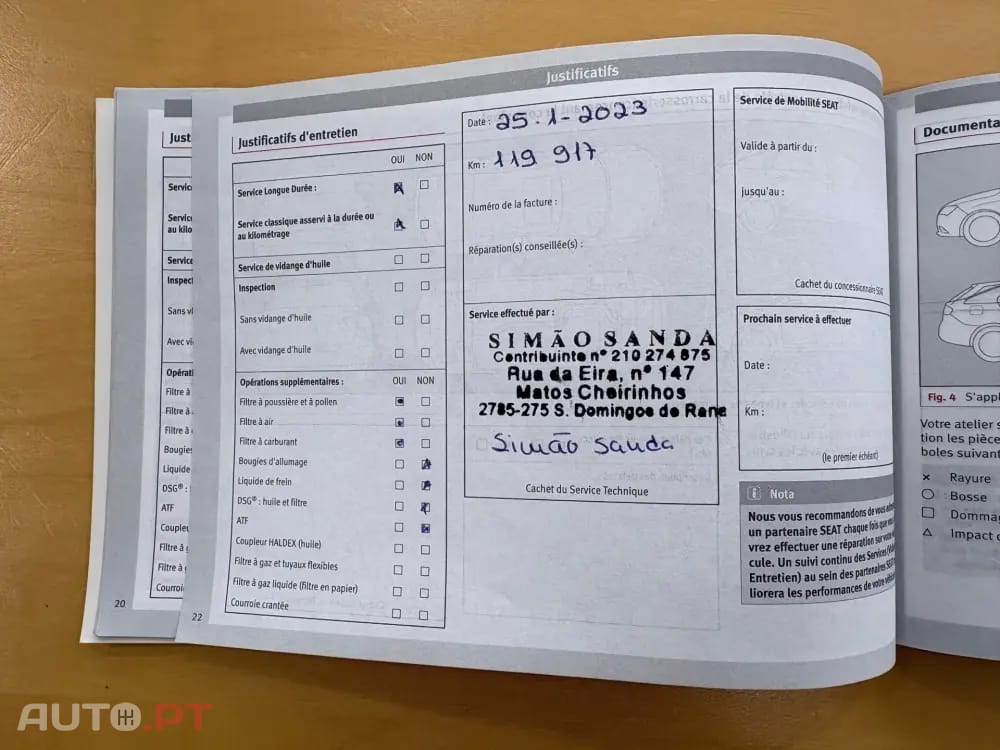 Justificatifs
Justificatifs d'entretien
OUI NON
Service Longue Durée :
Service classique asservi à la durée ou
au kilométrage
Service de vidange d'huile
Inspection
Sans vidange d'huile
Avec vidange d'huile
Opérations supplémentaires : OUI NON
Filtre à poussière et à pollen
Filtre à air
Filtre à carburant
Bougies d'allumage
Liquide de frein
DSG® : huile et filtre
ATF
Coupleur HALDEX (huile)
Filtre à gaz et tuyaux flexibles
Filtre à gaz liquide (filtre en papier)
Courroie crantée
22
Date : 25.1-2023
Km : 119 917
Numéro de la facture :
Réparation(s) conseillée(s) :
Service effectué par :
SIMÃO SANDA
Contribuinte nº 210 274 875
Rua da Eira, nº 147
Matos Cheirinhos
2785-275 S. Domingos de Rane
Simão Sanda
Cachet du Service Technique
Service de Mobilité SEAT
Valide à partir du :
jusqu'au :
Cachet du concessionnaire
Prochain service à effectuer
Date :
Km :
(le premier échéant)
i Nota
Nous vous recommandons de vous
un partenaire SEAT chaque fois que
vrez effectuer une réparation sur
cule. Un suivi continu des Services
Entretien) au sein des partenaires
liorera les performances de votre
Just
Servic
Servic
au kilo
Service
Inspect
Sans vi
Avec vi
Opérati
Filtre à
Filtre à
Filtre à
Bougies
Liquide
DSG® :
ATF
Coupleu
Filtre à
Filtre à
Courroi
20
Documenta
Fig. 4 S'appl
Votre atelier s
tion les pièce
boles suivant
× Rayure
Bosse
Dommag
Impact d
AUTO.PT